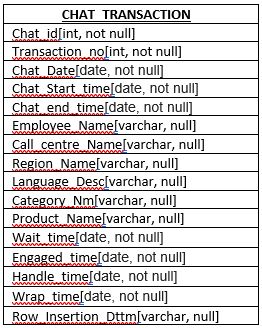 CHAT_TRANSACTION
Chat_id[int, not null]
Transaction_no[int, not null]
Chat_Date[date, not null]
Chat_Start_time[date, not null]
Chat_end_time[date, not null]
Employee_Name[varchar, null]
Call_centre_Name[varchar, null]
Region_Name[varchar, null]
Language_Desc[varchar, null]
Category_Nm[varchar, null]
Product_Name[varchar, null]
Wait_time[date, not null]
Engaged_time[date, not null]
Handle_time[date, not null]
Wrap_time[date, not null]
Row_Insertion_Dttm[varchar, null]